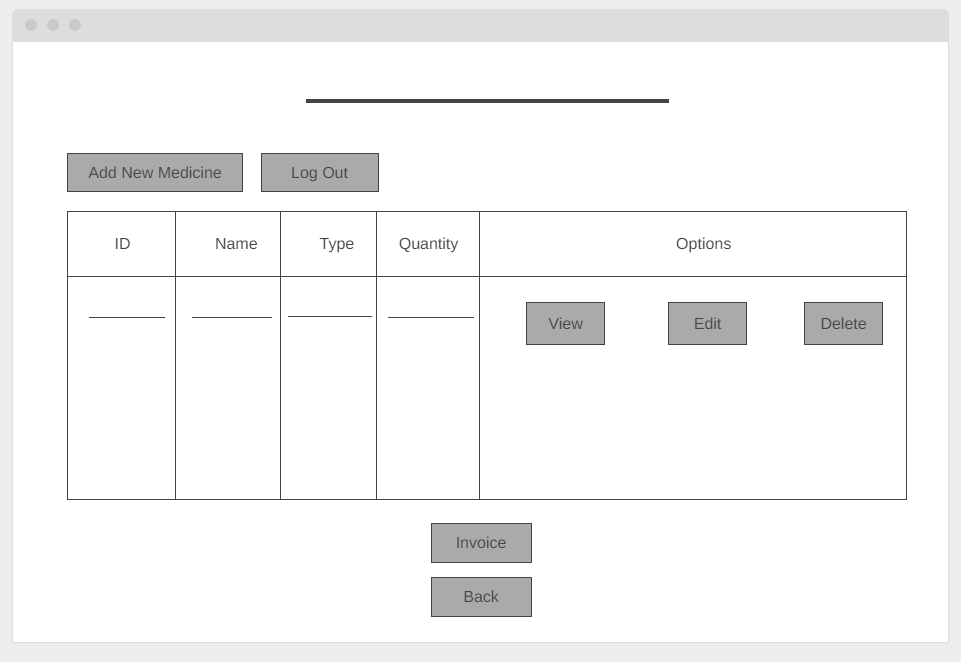 Add New Medicine Log Out
ID Name Type Quantity Options
View Edit Delete
Invoice
Back